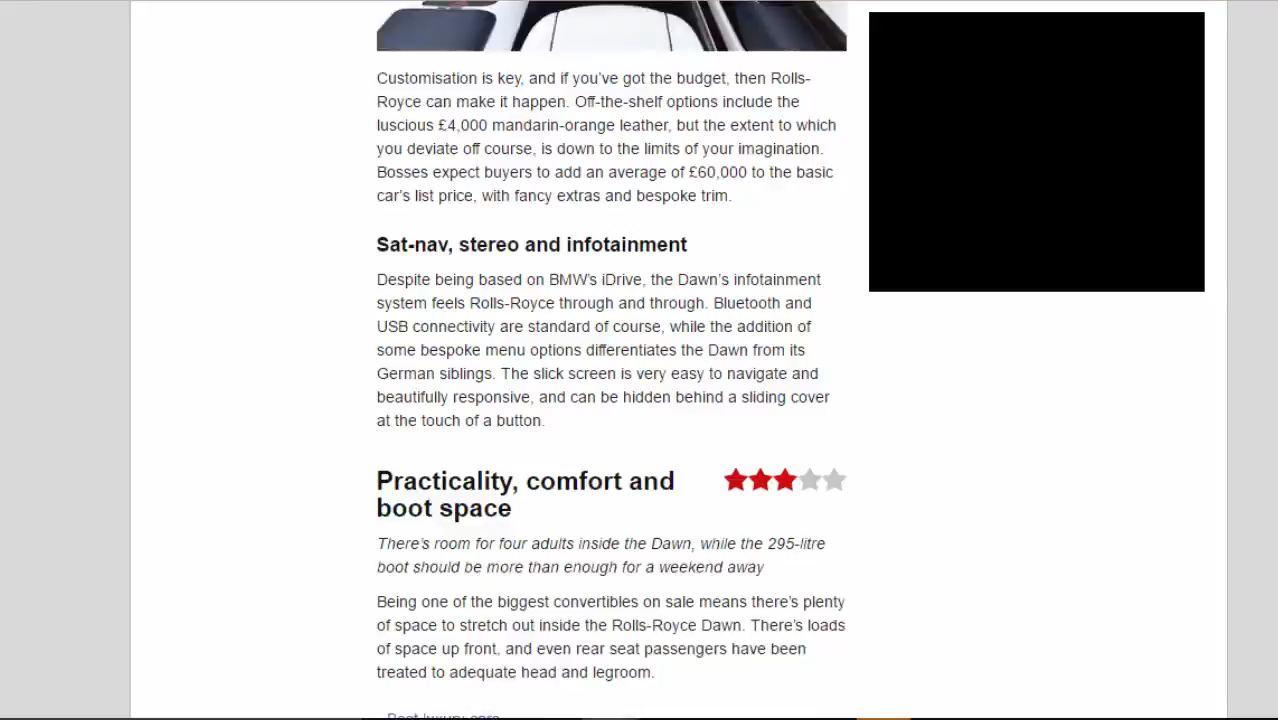 Customisation is key, and if you've got the budget, then Rolls-
Royce can make it happen. Off-the-shelf options include the
luscious £4,000 mandarin-orange leather, but the extent to which
you deviate off course, is down to the limits of your imagination.
Bosses expect buyers to add an average of £60,000 to the basic
car's list price, with fancy extras and bespoke trim.
Sat-nav, stereo and infotainment
Despite being based on BMW's iDrive, the Dawn's infotainment
system feels Rolls-Royce through and through. Bluetooth and
USB connectivity are standard of course, while the addition of
some bespoke menu options differentiates the Dawn from its
German siblings. The slick screen is very easy to navigate and
beautifully responsive, and can be hidden behind a sliding cover
at the touch of a button.
Practicality, comfort and
boot space
There's room for four adults inside the Dawn, while the 295-litre
boot should be more than enough for a weekend away
Being one of the biggest convertibles on sale means there's plenty
of space to stretch out inside the Rolls-Royce Dawn. There's loads
of space up front, and even rear seat passengers have been
treated to adequate head and legroom.
Best luxury cars